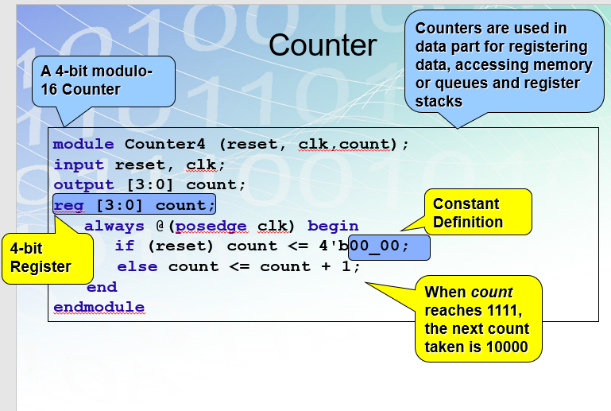 Counter
A 4-bit modulo-
16 Counter
Counters are used in
data part for registering
data, accessing memory
or queues and register
stacks
module Counter4 (reset, clk,count);
input reset, clk;
output [3:0] count;
reg [3:0] count;
always @(posedge clk) begin
if (reset) count <= 4'b00_00;
else count <= count + 1;
end
endmodule
4-bit
Register
Constant
Definition
When count
reaches 1111,
the next count
taken is 10000